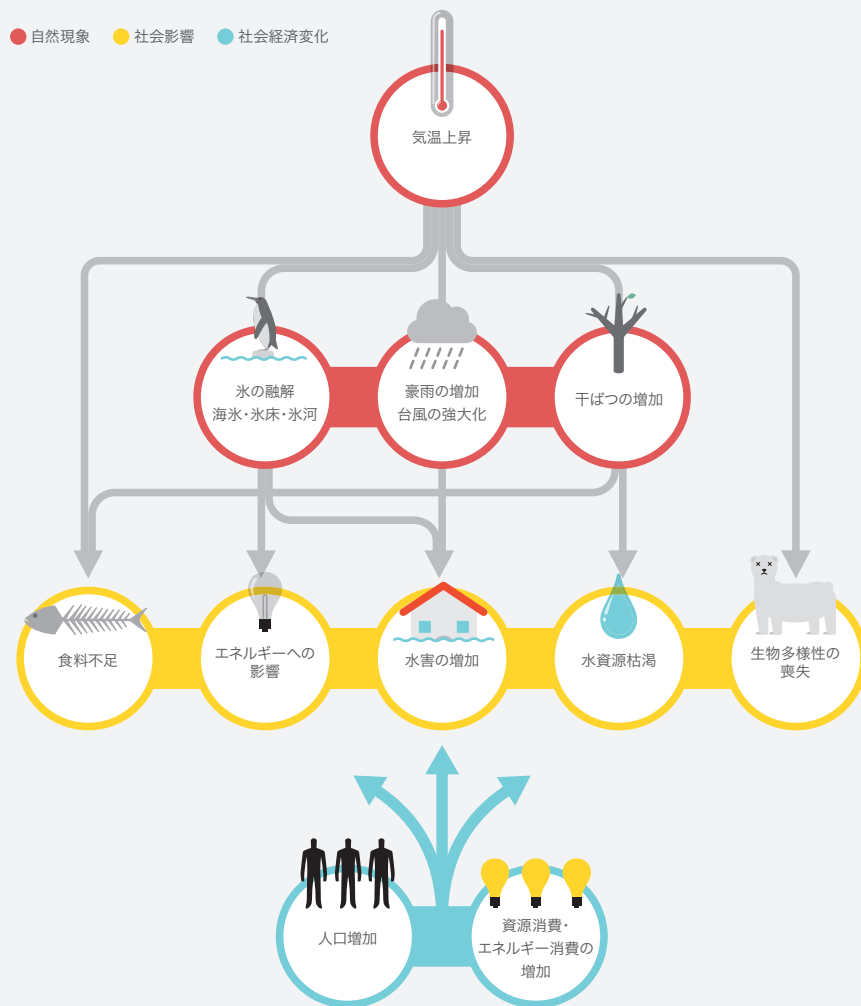 自然現象
社会影響
社会経済変化
気温上昇
氷の融解
海氷・氷床・氷河
豪雨の増加
台風の強大化
干ばつの増加
食料不足
エネルギーへの
影響
水害の増加
水資源枯渇
生物多様性の
喪失
人口増加
資源消費・
エネルギー消費の
増加